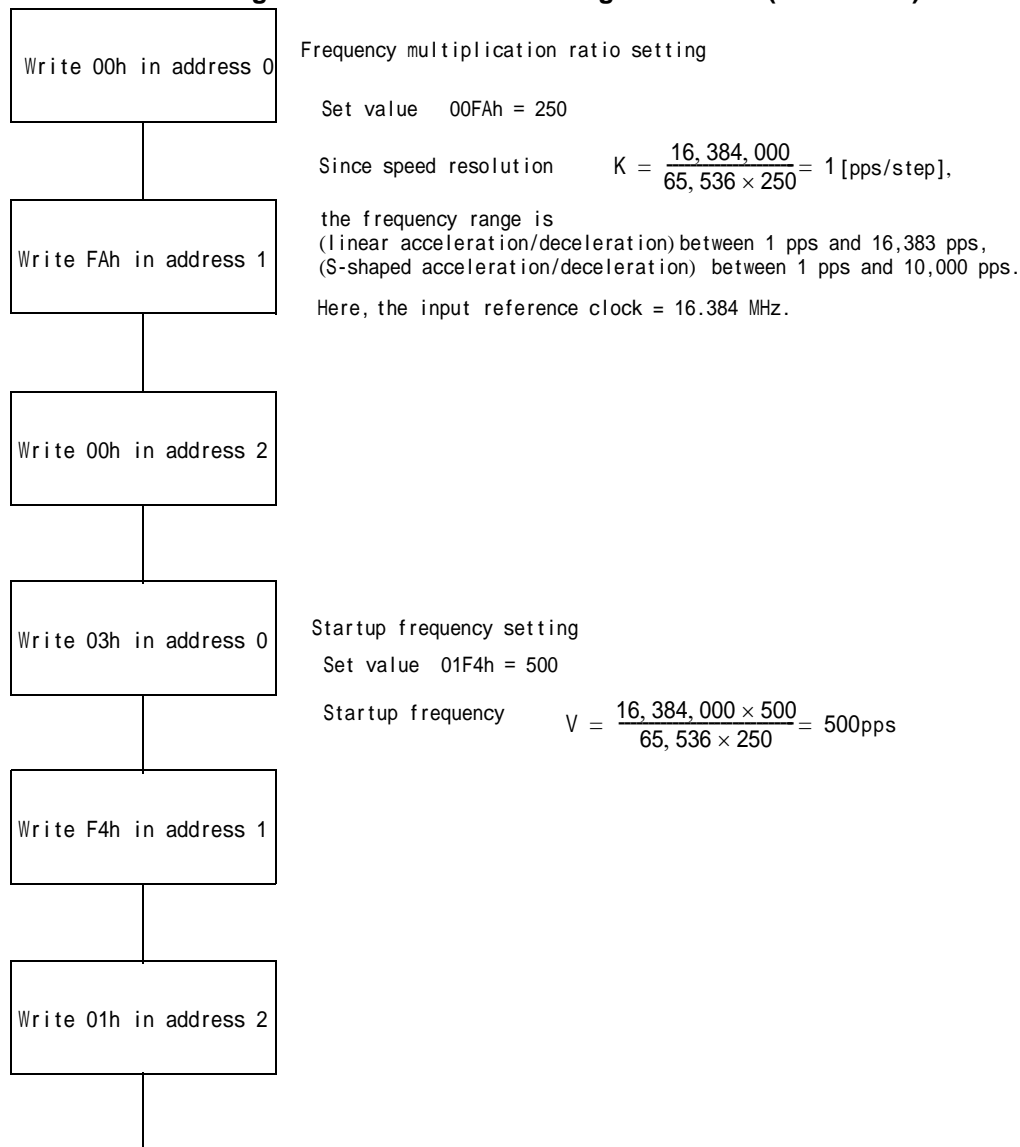 Write 00h in address 0
Frequency multiplication ratio setting
Set value 00FAh = 250
Since speed resolution K = 16, 384, 000 / 65, 536 × 250 = 1 [pps/step],
the frequency range is
(linear acceleration/deceleration) between 1 pps and 16,383 pps,
Write FAh in address 1
(S-shaped acceleration/deceleration) between 1 pps and 10,000 pps.
Here, the input reference clock = 16.384 MHz.
Write 00h in address 2
Write 03h in address 0
Startup frequency setting
Set value 01F4h = 500
Startup frequency V = 16, 384, 000 × 500 / 65, 536 × 250 = 500pps
Write F4h in address 1
Write 01h in address 2